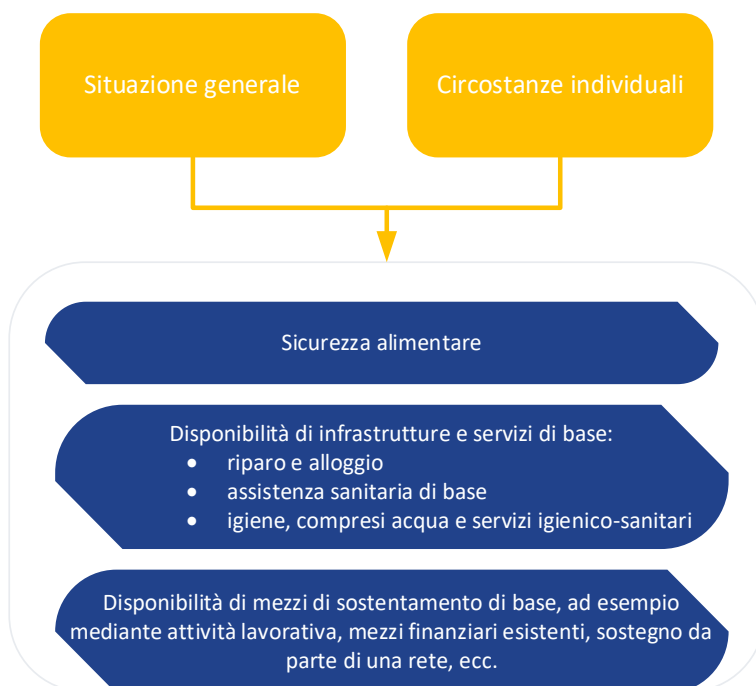 Situazione generale
Circostanze individuali
Sicurezza alimentare
Disponibilità di infrastrutture e servizi di base:
• riparo e alloggio
• assistenza sanitaria di base
• igiene, compresi acqua e servizi igienico-sanitari
Disponibilità di mezzi di sostentamento di base, ad esempio
mediante attività lavorativa, mezzi finanziari esistenti, sostegno da
parte di una rete, ecc.